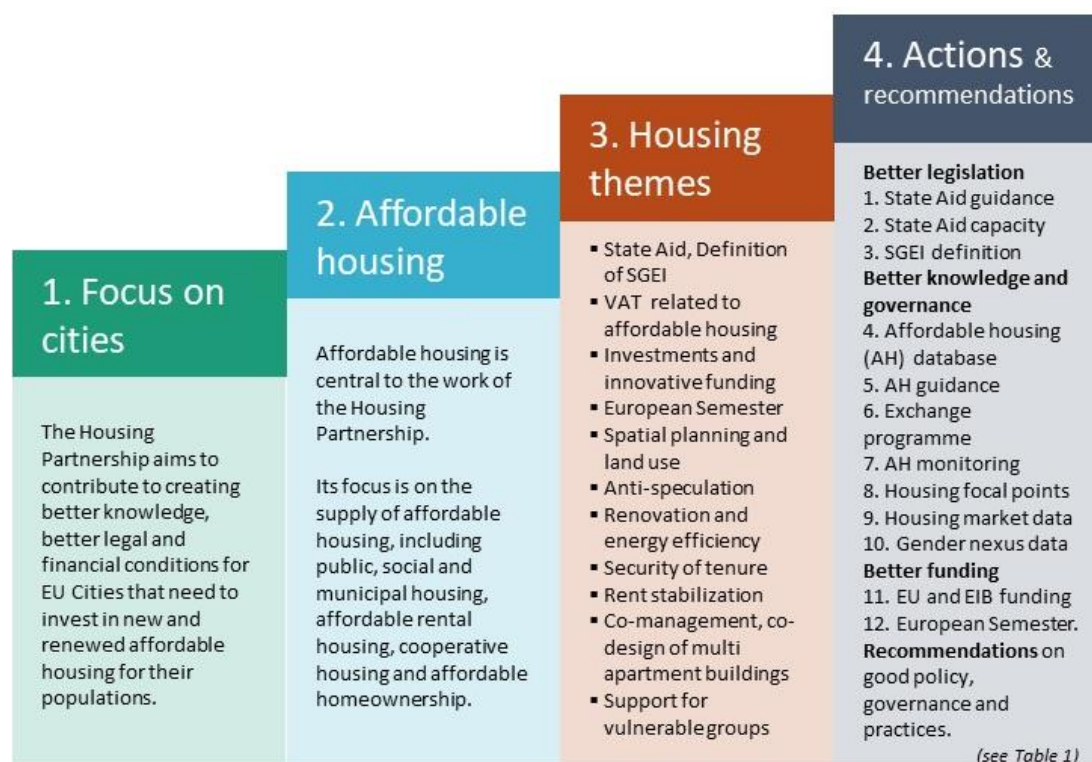 1. Focus on
cities
The Housing
Partnership aims to
contribute to creating
better knowledge,
better legal and
financial conditions for
EU Cities that need to
invest in new and
renewed affordable
housing for their
populations.
2. Affordable
housing
Affordable housing is
central to the work of
the Housing
Partnership.
Its focus is on the
supply of affordable
housing, including
public, social and
municipal housing,
affordable rental
housing, cooperative
housing and affordable
homeownership.
3. Housing
themes
▪ State Aid, Definition
of SGEI
▪ VAT related to
affordable housing
▪ Investments and
innovative funding
▪ European Semester
▪ Spatial planning and
land use
▪ Anti-speculation
▪ Renovation and
energy efficiency
▪ Security of tenure
▪ Rent stabilization
▪ Co-management, co-
design of multi
apartment buildings
▪ Support for
vulnerable groups
4. Actions &
recommendations
Better legislation
1. State Aid guidance
2. State Aid capacity
3. SGEI definition
Better knowledge and
governance
4. Affordable housing
(AH) database
5. AH guidance
6. Exchange
programme
7. AH monitoring
8. Housing focal points
9. Housing market data
10. Gender nexus data
Better funding
11. EU and EIB funding
12. European Semester.
Recommendations on
good policy,
governance and
practices.
(see Table 1)